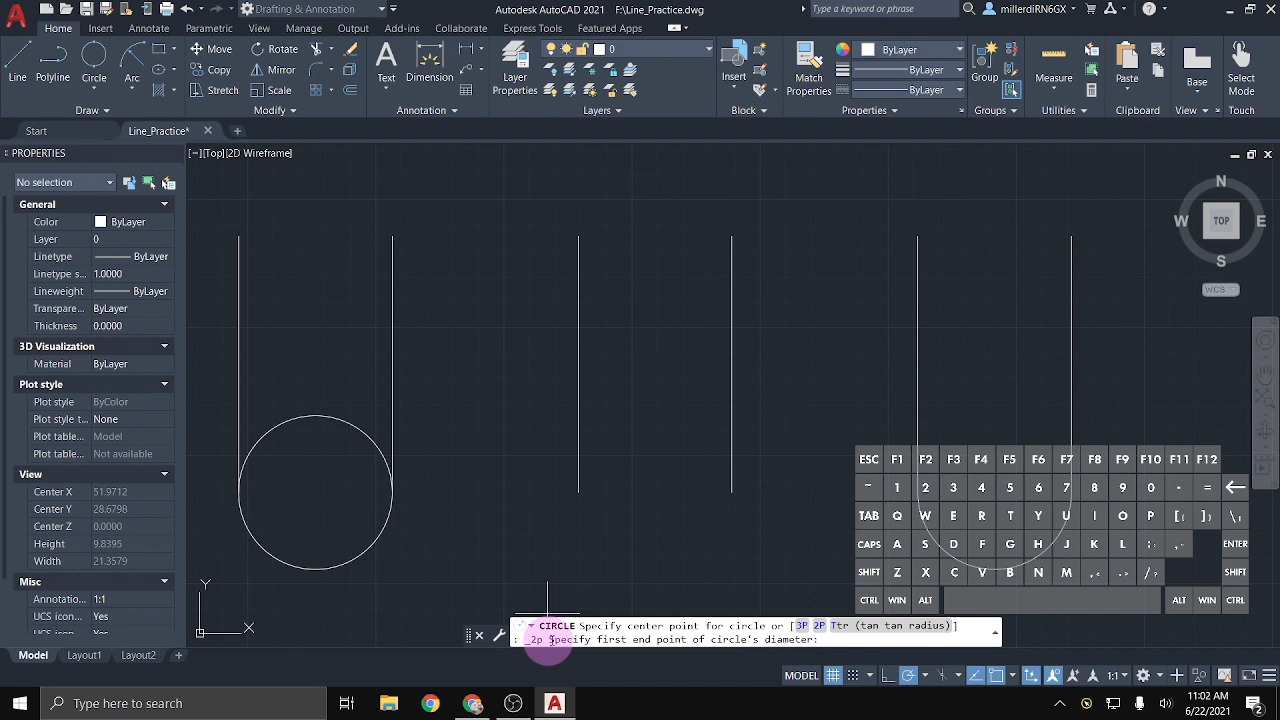 Drafting & Annotation
Autodesk AutoCAD 2021 F:\Line_Practice.dwg
Type a keyword or phrase
millerdiRNGX
Home Insert Annotate Parametric View Manage Output Add-ins Collaborate Express Tools Featured Apps
Line Polyline Circle Arc
Move Rotate
Copy Mirror
Stretch Scale
Text Dimension
Layer Properties
0
Insert
Match Properties
ByLayer
ByLayer
ByLayer
Group
Measure
Paste
Base
Select Mode
Draw Modify Annotation Layers Block Properties Groups Utilities Clipboard View Touch
Start Line_Practice*
PROPERTIES
[−][Top][2D Wireframe]
No selection
General
Color ByLayer
Layer 0
Linetype ByLayer
Linetype s... 1.0000
Lineweight ByLayer
Transpare... ByLayer
Thickness 0.0000
3D Visualization
Material ByLayer
Plot style
Plot style ByColor
Plot style t... None
Plot table... Model
Plot table... Not available
View
Center X 51.9712
Center Y 28.6798
Center Z 0.0000
Height 9.8395
Width 21.3579
Misc
Annotatio... 1:1
UCS icon... Yes
UCS icon... Yes
N
W TOP E
S
WCS
Y
X
ESC F1 F2 F3 F4 F5 F6 F7 F8 F9 F10 F11 F12
~ 1 2 3 4 5 6 7 8 9 0 - =
TAB Q W E R T Y U I O P [{ ]} \|
CAPS A S D F G H J K L ;: ," ENTER
SHIFT Z X C V B N M ,< .> /? SHIFT
CTRL WIN ALT ALT WIN CTRL
CIRCLE Specify center point for circle or [3P 2P Ttr (tan tan radius)]
: _2p Specify first end point of circle's diameter:
Model Layout1 Layout2
MODEL 1:1
Type here to search
11:02 AM
6/22/2021
2